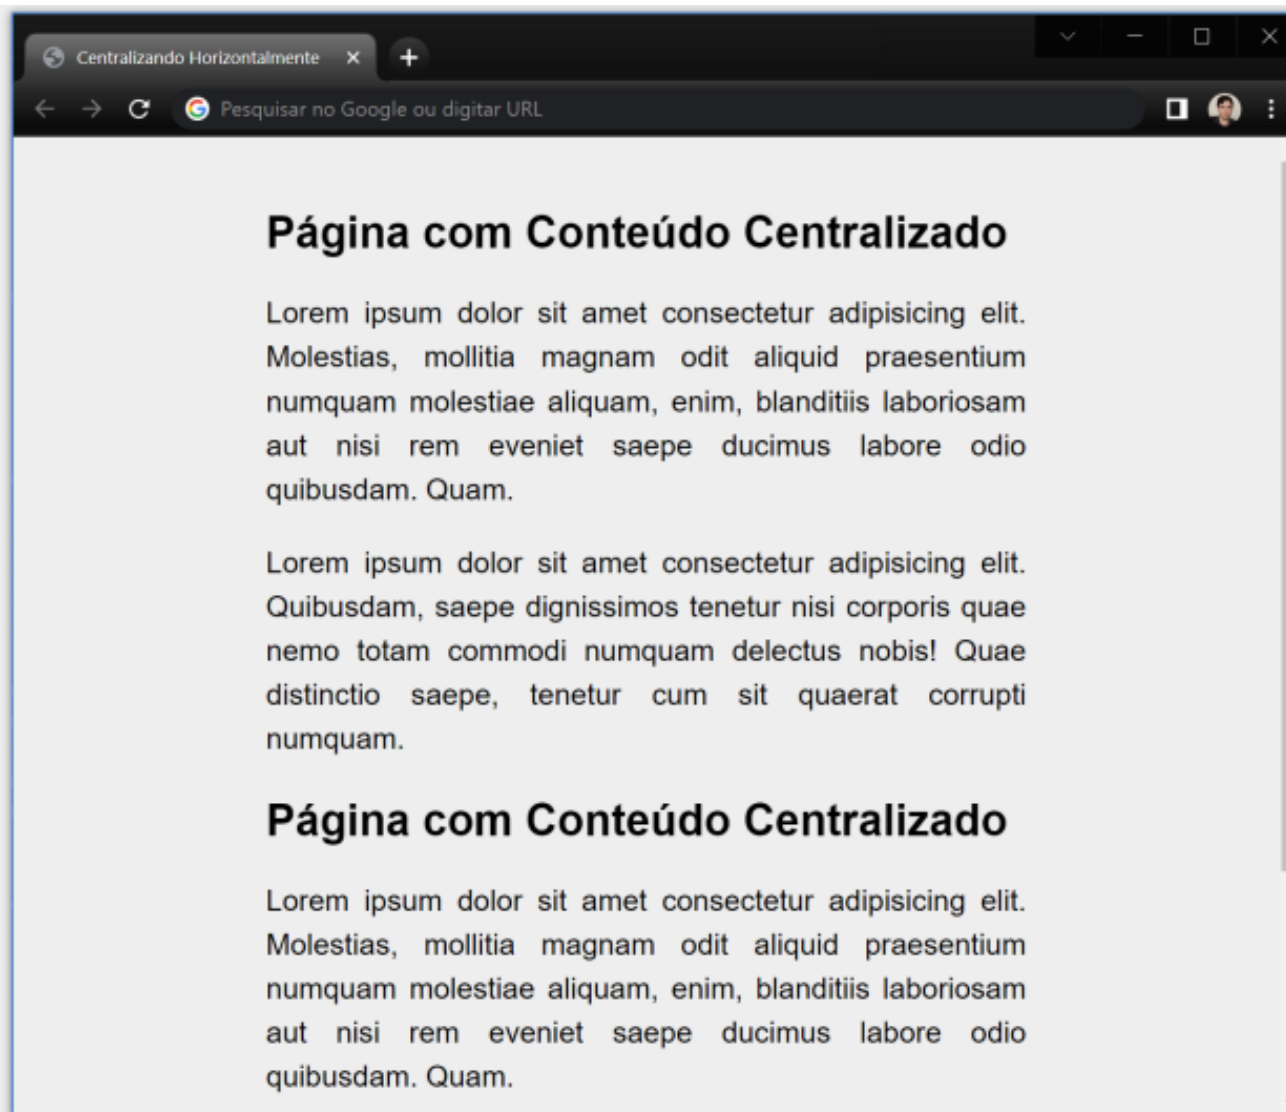 Centralizando Horizontalmente
Pesquisar no Google ou digitar URL
Página com Conteúdo Centralizado
Lorem ipsum dolor sit amet consectetur adipisicing elit.
Molestias, mollitia magnam odit aliquid praesentium
numquam molestiae aliquam, enim, blanditiis laboriosam
aut nisi rem eveniet saepe ducimus labore odio
quibusdam. Quam.
Lorem ipsum dolor sit amet consectetur adipisicing elit.
Quibusdam, saepe dignissimos tenetur nisi corporis quae
nemo totam commodi numquam delectus nobis! Quae
distinctio saepe, tenetur cum sit quaerat corrupti
numquam.
Página com Conteúdo Centralizado
Lorem ipsum dolor sit amet consectetur adipisicing elit.
Molestias, mollitia magnam odit aliquid praesentium
numquam molestiae aliquam, enim, blanditiis laboriosam
aut nisi rem eveniet saepe ducimus labore odio
quibusdam. Quam.